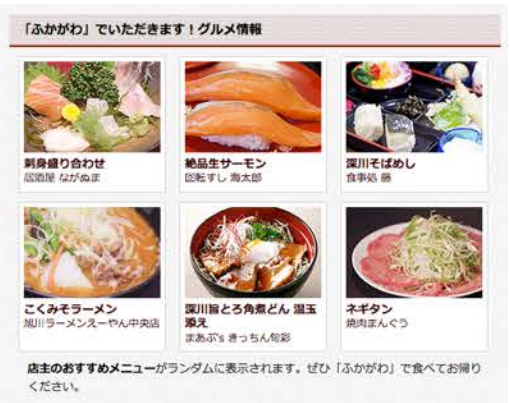 「ふかがわ」でいただきます！グルメ情報
刺身盛り合わせ
居酒屋 ながぬま
絶品生サーモン
回転すし 海太郎
深川そばめし
食事処 藤
こくみそラーメン
旭川ラーメンえーやん中央店
深川旨とろ角煮どん 温玉
添え
まあぶ's きっちん旬彩
ネギタン
焼肉まんぐう
店主のおすすめメニューがランダムに表示されます。ぜひ「ふかがわ」で食べてお帰り
ください。